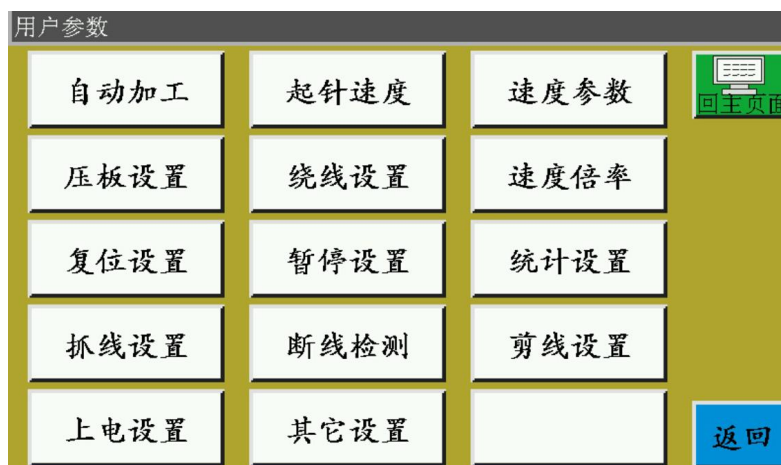 用户参数
自动加工 起针速度 速度参数
回主页面
压板设置 绕线设置 速度倍率
复位设置 暂停设置 统计设置
抓线设置 断线检测 剪线设置
上电设置 其它设置
返回